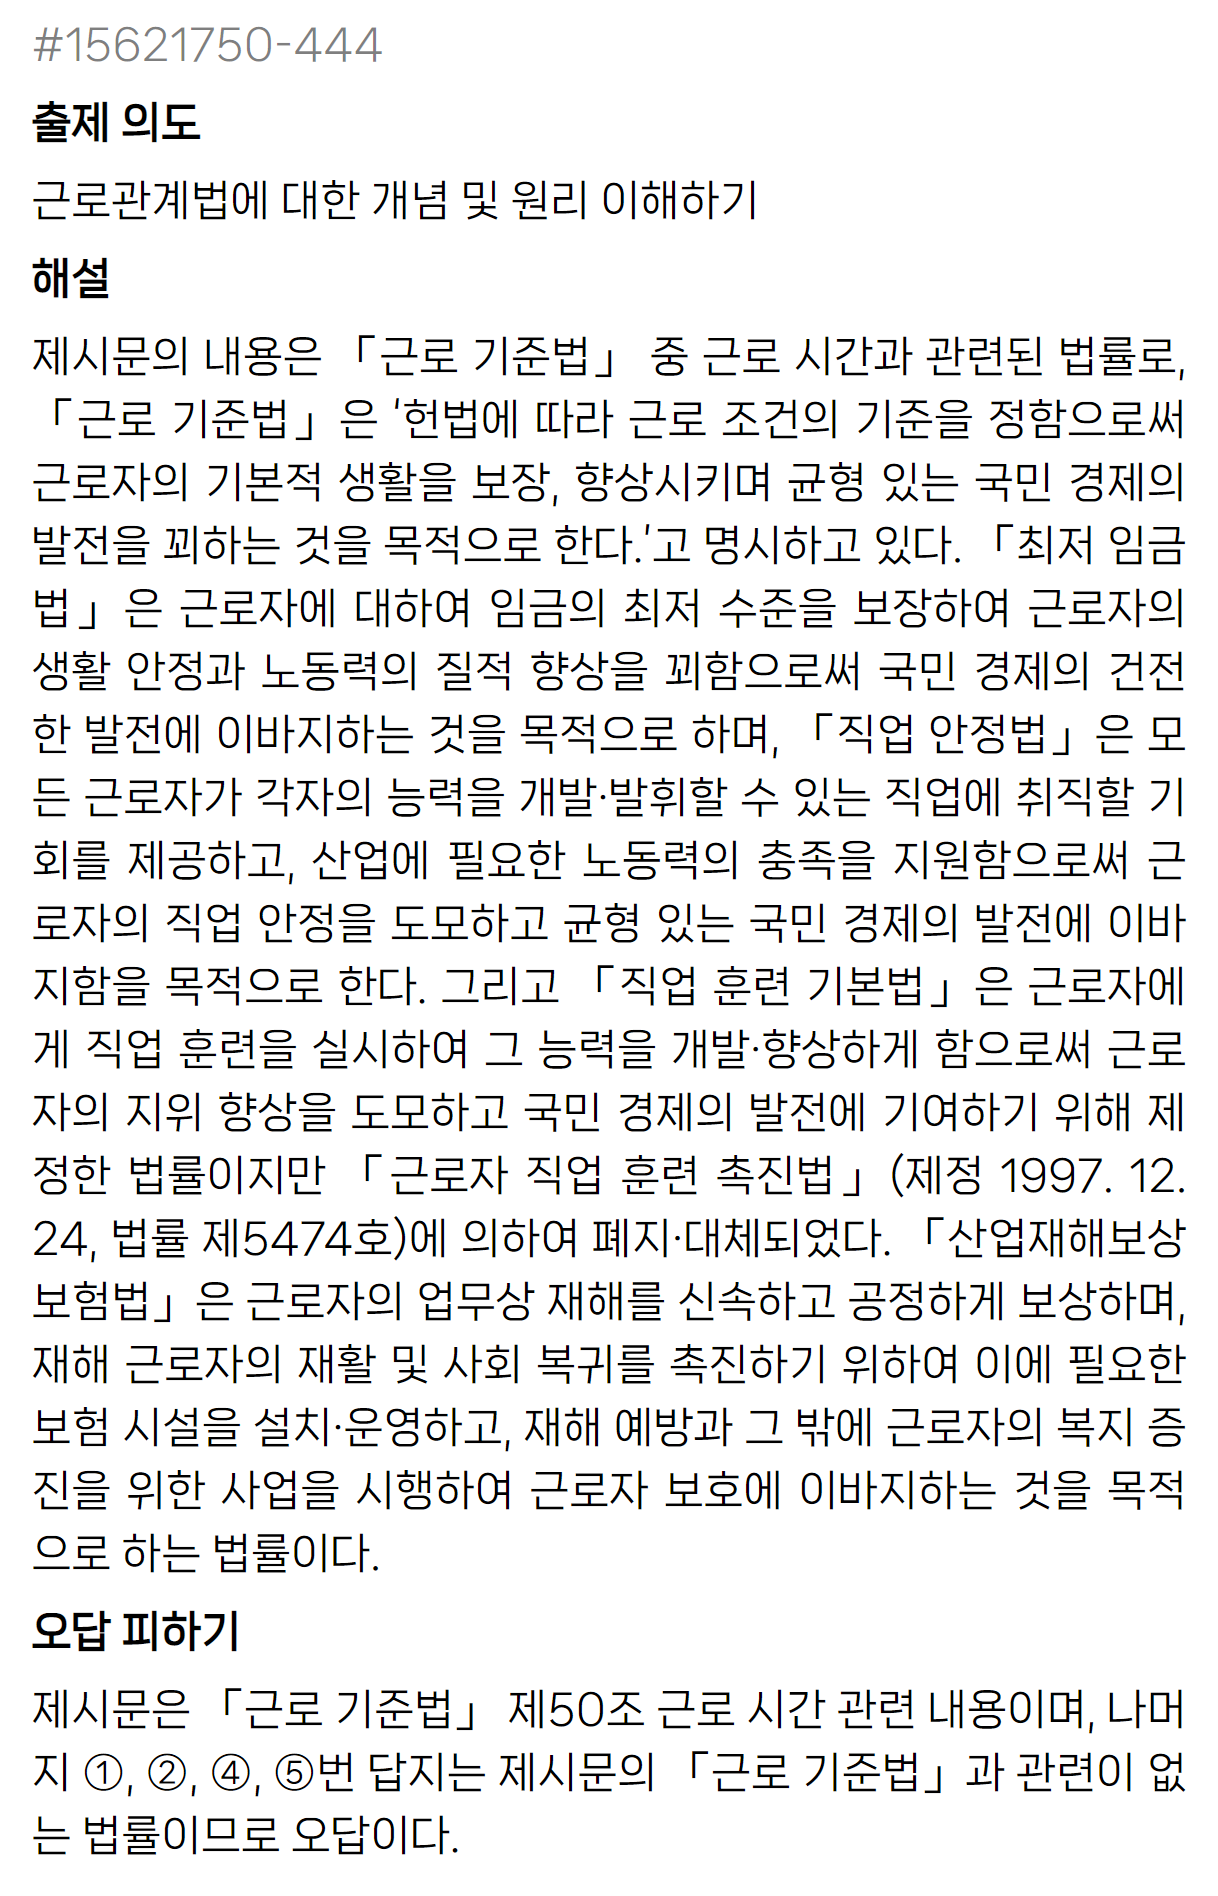 #15621750-444
출제 의도
근로관계법에 대한 개념 및 원리 이해하기
해설
제시문의 내용은 「근로 기준법」 중 근로 시간과 관련된 법률로,
「근로 기준법」은 '헌법에 따라 근로 조건의 기준을 정함으로써
근로자의 기본적 생활을 보장, 향상시키며 균형 있는 국민 경제의
발전을 꾀하는 것을 목적으로 한다.'고 명시하고 있다. 「최저 임금
법」은 근로자에 대하여 임금의 최저 수준을 보장하여 근로자의
생활 안정과 노동력의 질적 향상을 꾀함으로써 국민 경제의 건전
한 발전에 이바지하는 것을 목적으로 하며, 「직업 안정법」은 모
든 근로자가 각자의 능력을 개발·발휘할 수 있는 직업에 취직할 기
회를 제공하고, 산업에 필요한 노동력의 충족을 지원함으로써 근
로자의 직업 안정을 도모하고 균형 있는 국민 경제의 발전에 이바
지함을 목적으로 한다. 그리고 「직업 훈련 기본법」은 근로자에
게 직업 훈련을 실시하여 그 능력을 개발·향상하게 함으로써 근로
자의 지위 향상을 도모하고 국민 경제의 발전에 기여하기 위해 제
정한 법률이지만 「근로자 직업 훈련 촉진법」(제정 1997. 12.
24, 법률 제5474호)에 의하여 폐지·대체되었다. 「산업재해보상
보험법」은 근로자의 업무상 재해를 신속하고 공정하게 보상하며,
재해 근로자의 재활 및 사회 복귀를 촉진하기 위하여 이에 필요한
보험 시설을 설치·운영하고, 재해 예방과 그 밖에 근로자의 복지 증
진을 위한 사업을 시행하여 근로자 보호에 이바지하는 것을 목적
으로 하는 법률이다.
오답 피하기
제시문은 「근로 기준법」 제50조 근로 시간 관련 내용이며, 나머
지 ①, ②, ④, ⑤번 답지는 제시문의 「근로 기준법」과 관련이 없
는 법률이므로 오답이다.